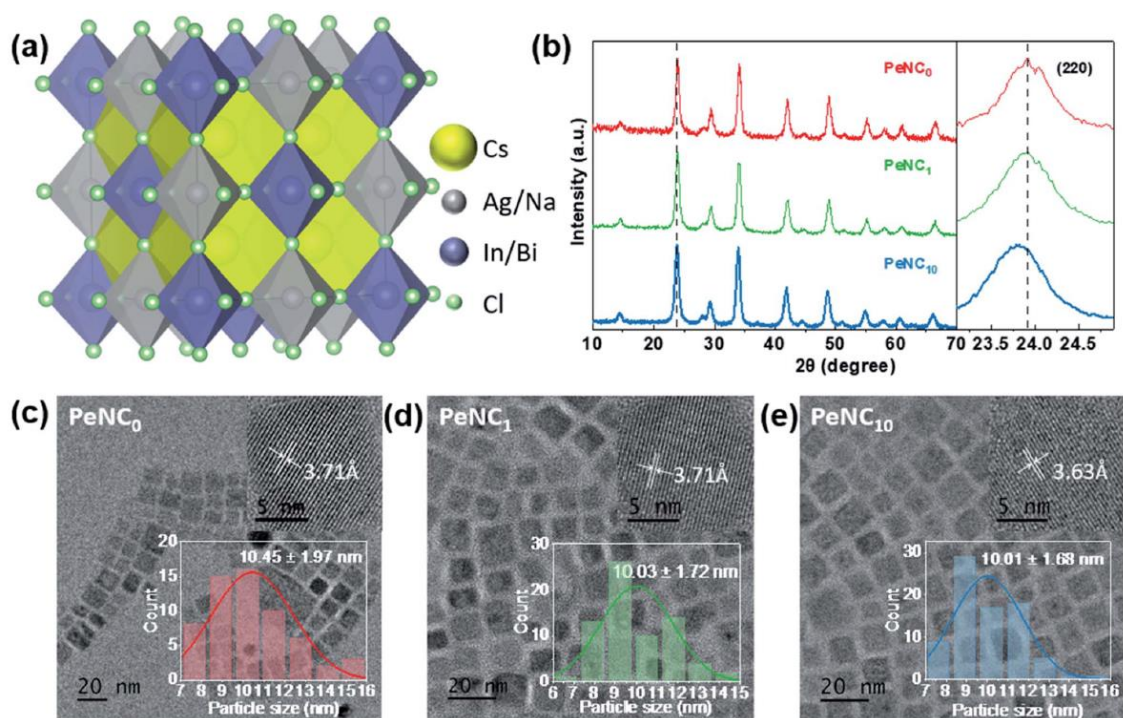 (a)
Cs
Ag/Na
In/Bi
Cl
(b)
Intensity (a.u.)
PeNC0
PeNC1
PeNC10
(220)
10 20 30 40 50 60 70 23.5 24.0 24.5
2θ (degree)
(c) PeNC0
3.71Å
5 nm
10.45 ± 1.97 nm
Count
20
15
10
5
0
7 8 9 10 11 12 13 14 15 16
Particle size (nm)
20 nm
(d) PeNC1
3.71Å
5 nm
10.03 ± 1.72 nm
Count
30
20
10
0
6 7 8 9 10 11 12 13 14 15
Particle size (nm)
20 nm
(e) PeNC10
3.63Å
5 nm
10.01 ± 1.68 nm
Count
30
20
10
0
7 8 9 10 11 12 13 14 15 16
Particle size (nm)
20 nm